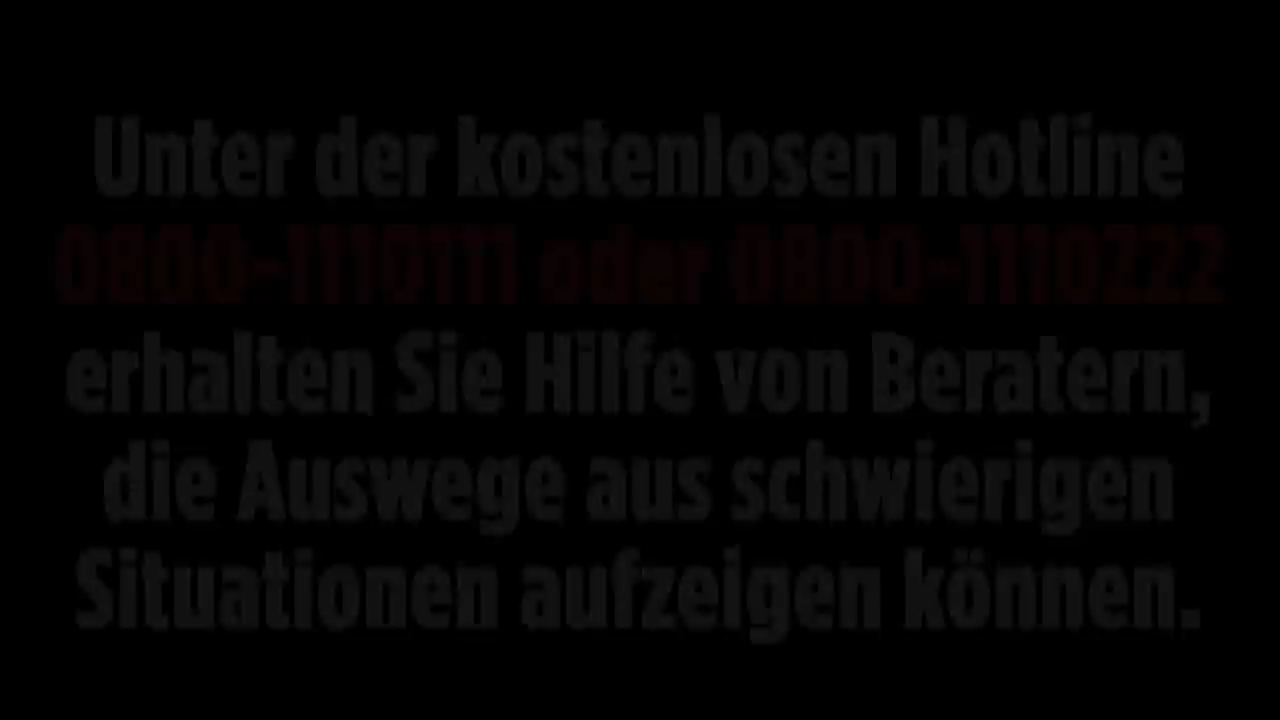 Unter der kostenlosen Hotline
0800-1110111 oder 0800-1110222
erhalten Sie Hilfe von Beratern,
die Auswege aus schwierigen
Situationen aufzeigen können.